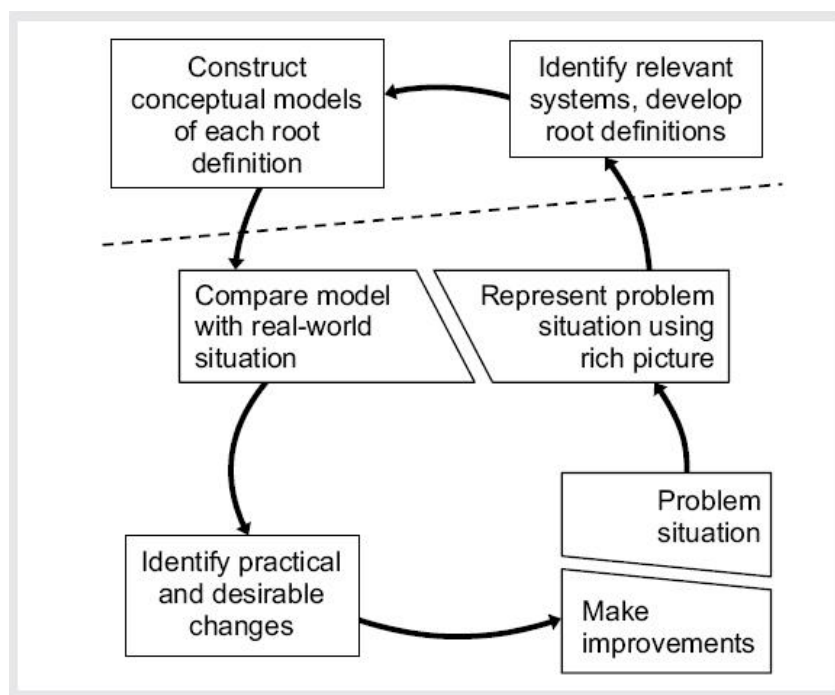 Construct
conceptual models
of each root
definition
Identify relevant
systems, develop
root definitions
Compare model
with real-world
situation
Represent problem
situation using
rich picture
Problem
situation
Identify practical
and desirable
changes
Make
improvements